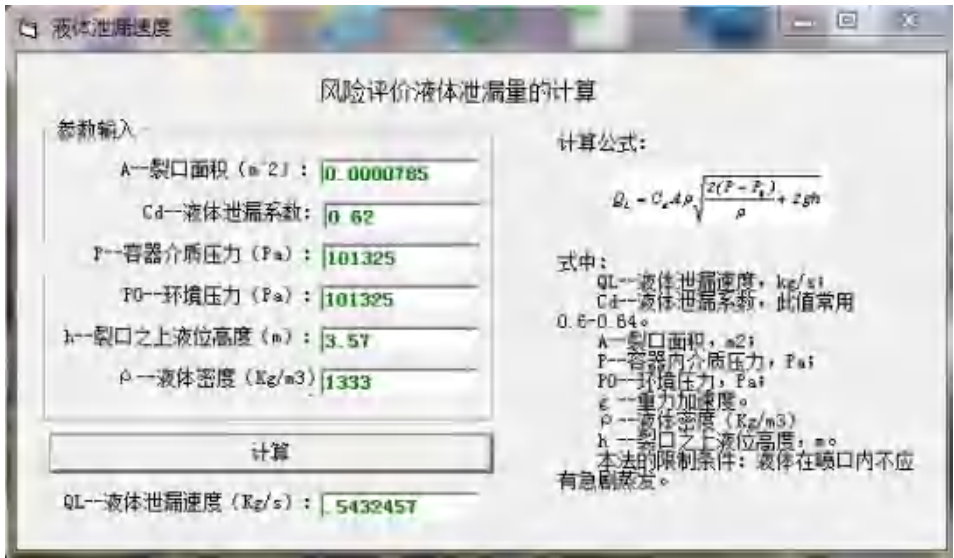 液体泄漏速度
风险评价液体泄漏量的计算
参数输入
A--裂口面积（m^2）：0.0000785
Cd--液体泄漏系数：0.62
P--容器介质压力（Pa）：101325
P0--环境压力（Pa）：101325
h--裂口之上液位高度（m）：3.57
ρ--液体密度（Kg/m3）1333
计算
QL--液体泄漏速度（Kg/s）：.5432457
计算公式：
Q_L = C_d Aρ√(2(P - P_0)/ρ + 2gh)
式中：
QL--液体泄漏速度，kg/s；
Cd--液体泄漏系数，此值常用
0.6-0.64。
A--裂口面积，m2；
P--容器内介质压力，Pa；
P0--环境压力，Pa；
g --重力加速度。
ρ--液体密度（Kg/m3）
h --裂口之上液位高度，m。
本法的限制条件：液体在喷口内不应
有急剧蒸发。